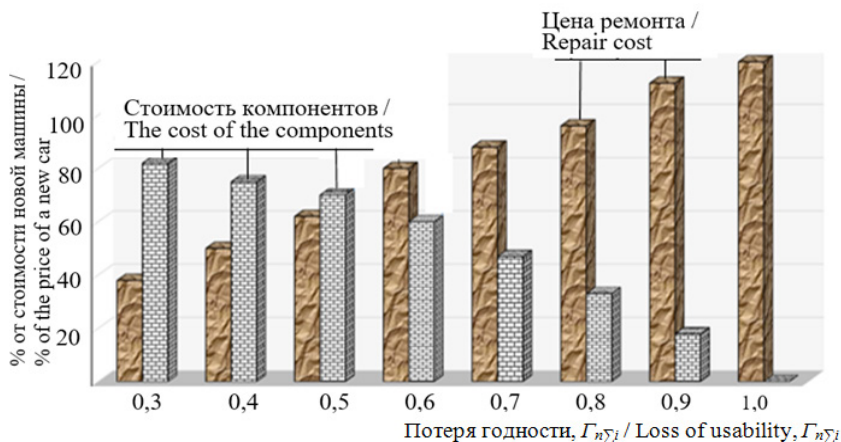 Цена ремонта /
Repair cost
Стоимость компонентов /
The cost of the components
% от стоимости новой машины /
% of the price of a new car
120
100
80
60
40
20
0,3 0,4 0,5 0,6 0,7 0,8 0,9 1,0
Потеря годности, Гn∑i / Loss of usability, Гn∑i